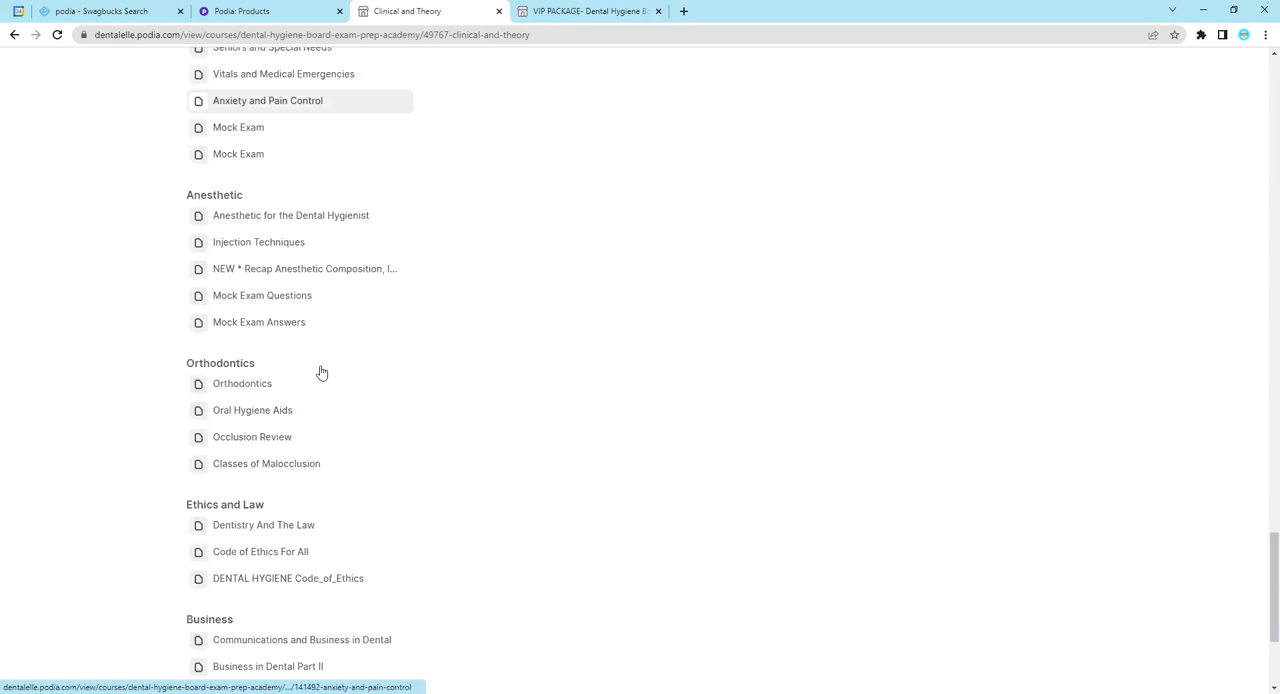 podia - Swagbucks Search
Podia: Products
Clinical and Theory
VIP PACKAGE- Dental Hygiene Bo
dentalelle.podia.com/view/courses/dental-hygiene-board-exam-prep-academy/49767-clinical-and-theory
Seniors and Special Needs
Vitals and Medical Emergencies
Anxiety and Pain Control
Mock Exam
Mock Exam
Anesthetic
Anesthetic for the Dental Hygienist
Injection Techniques
NEW * Recap Anesthetic Composition, I...
Mock Exam Questions
Mock Exam Answers
Orthodontics
Orthodontics
Oral Hygiene Aids
Occlusion Review
Classes of Malocclusion
Ethics and Law
Dentistry And The Law
Code of Ethics For All
DENTAL HYGIENE Code_of_Ethics
Business
Communications and Business in Dental
Business in Dental Part II
dentalelle.podia.com/view/courses/dental-hygiene-board-exam-prep-academy/.../141492-anxiety-and-pain-control